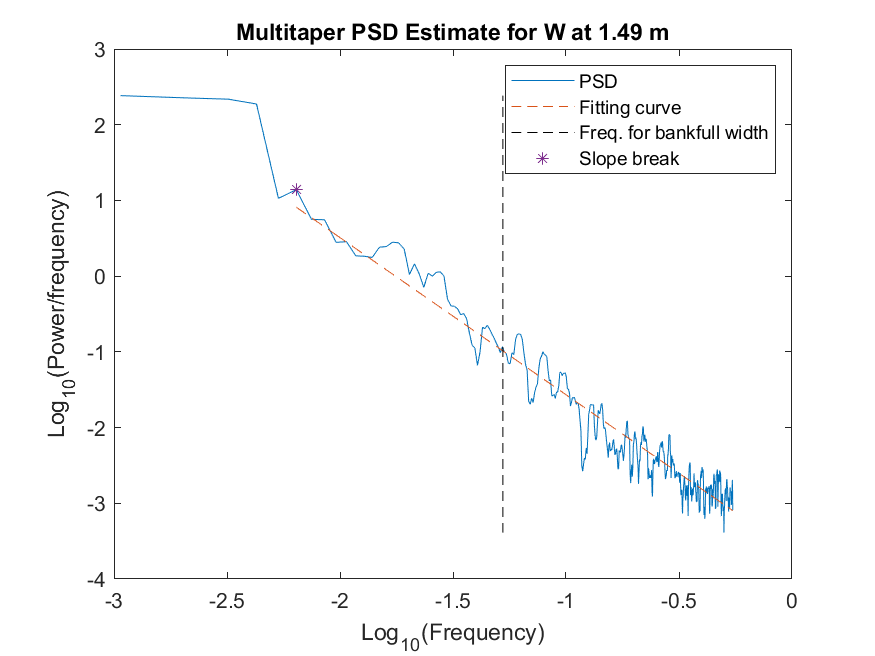 Multitaper PSD Estimate for W at 1.49 m
3
2
1
0
-1
-2
-3
-4
Log10(Power/frequency)
PSD
Fitting curve
Freq. for bankfull width
Slope break
-3 -2.5 -2 -1.5 -1 -0.5 0
Log10(Frequency)